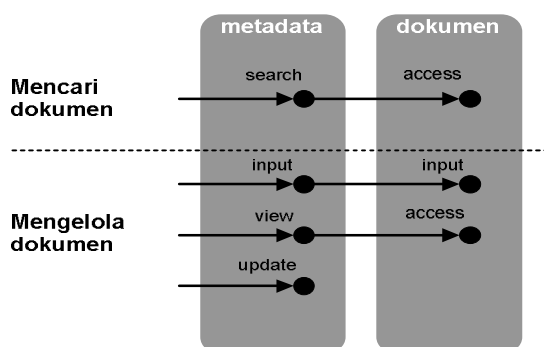 metadata
dokumen
search
access
Mencari
dokumen
input
input
view
access
Mengelola
dokumen
update